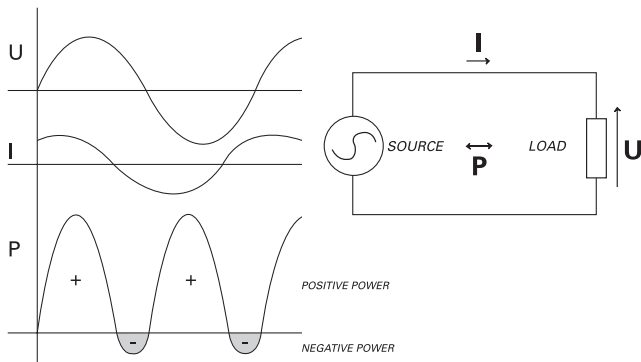 U
I
P
+
+
-
-
POSITIVE POWER
NEGATIVE POWER
I
SOURCE
P
LOAD
U